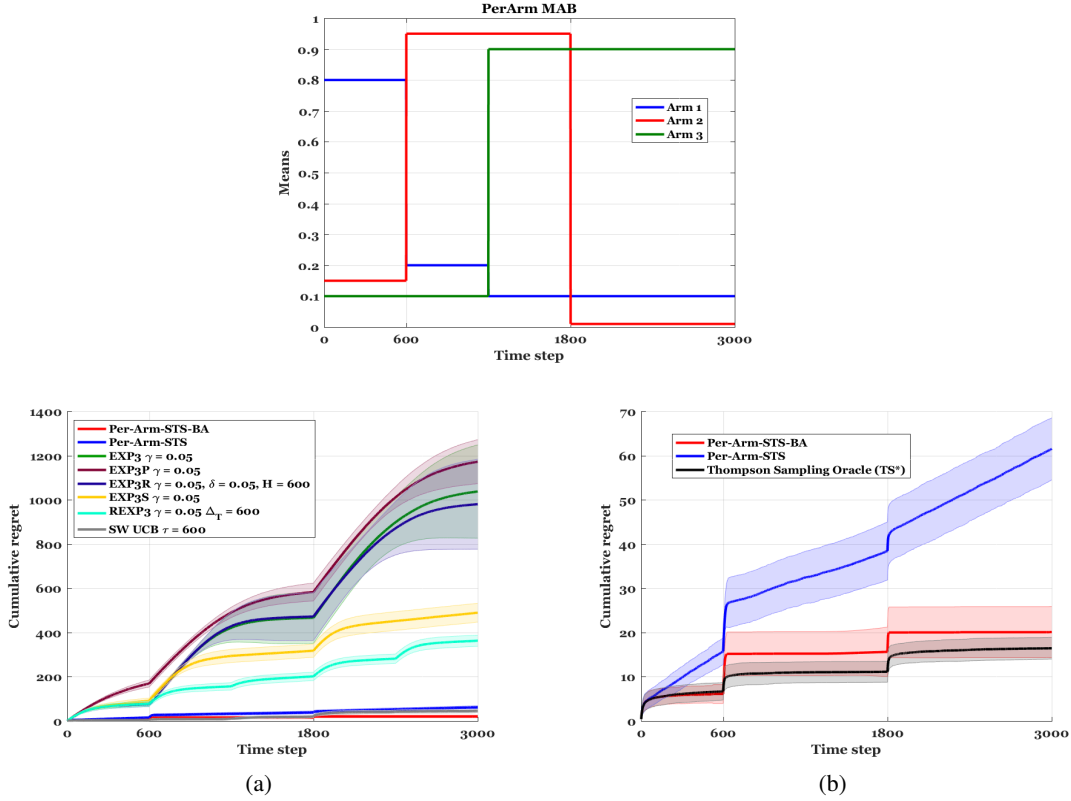 PerArm MAB
1
0.9
0.8
0.7
0.6
0.5
0.4
0.3
0.2
0.1
0
Means
Arm 1
Arm 2
Arm 3
0
600
1800
3000
Time step
1400
1200
1000
800
600
400
200
0
Cumulative regret
Per-Arm-STS-BA
Per-Arm-STS
EXP3 γ = 0.05
EXP3P γ = 0.05
EXP3R γ = 0.05, δ = 0.05, H = 600
EXP3S γ = 0.05
REXP3 γ = 0.05 Δ_T = 600
SW UCB τ = 600
0
600
1800
3000
Time step
(a)
70
60
50
40
30
20
10
0
Cumulative regret
Per-Arm-STS-BA
Per-Arm-STS
Thompson Sampling Oracle (TS*)
0
600
1800
3000
Time step
(b)